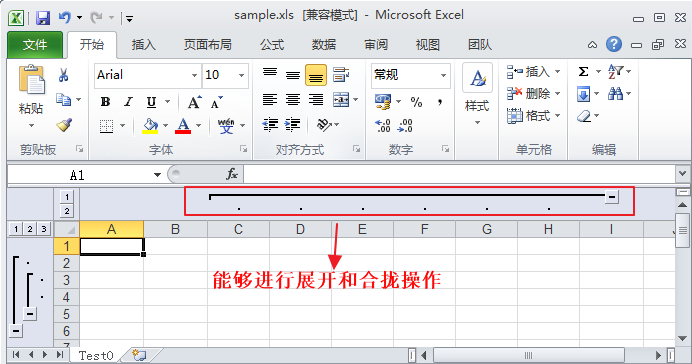 sample.xls [兼容模式] - Microsoft Excel
文件 开始 插入 页面布局 公式 数据 审阅 视图 团队
粘贴 Arial 10 常规 样式 插入 删除 格式
B I U A A
A wén 文 % ,
剪贴板 字体 对齐方式 数字 单元格 编辑
A1 fx
1
2
1 2 3 A B C D E F G H I
1
2
3
能够进行展开和合拢操作
4
5
6
Test0